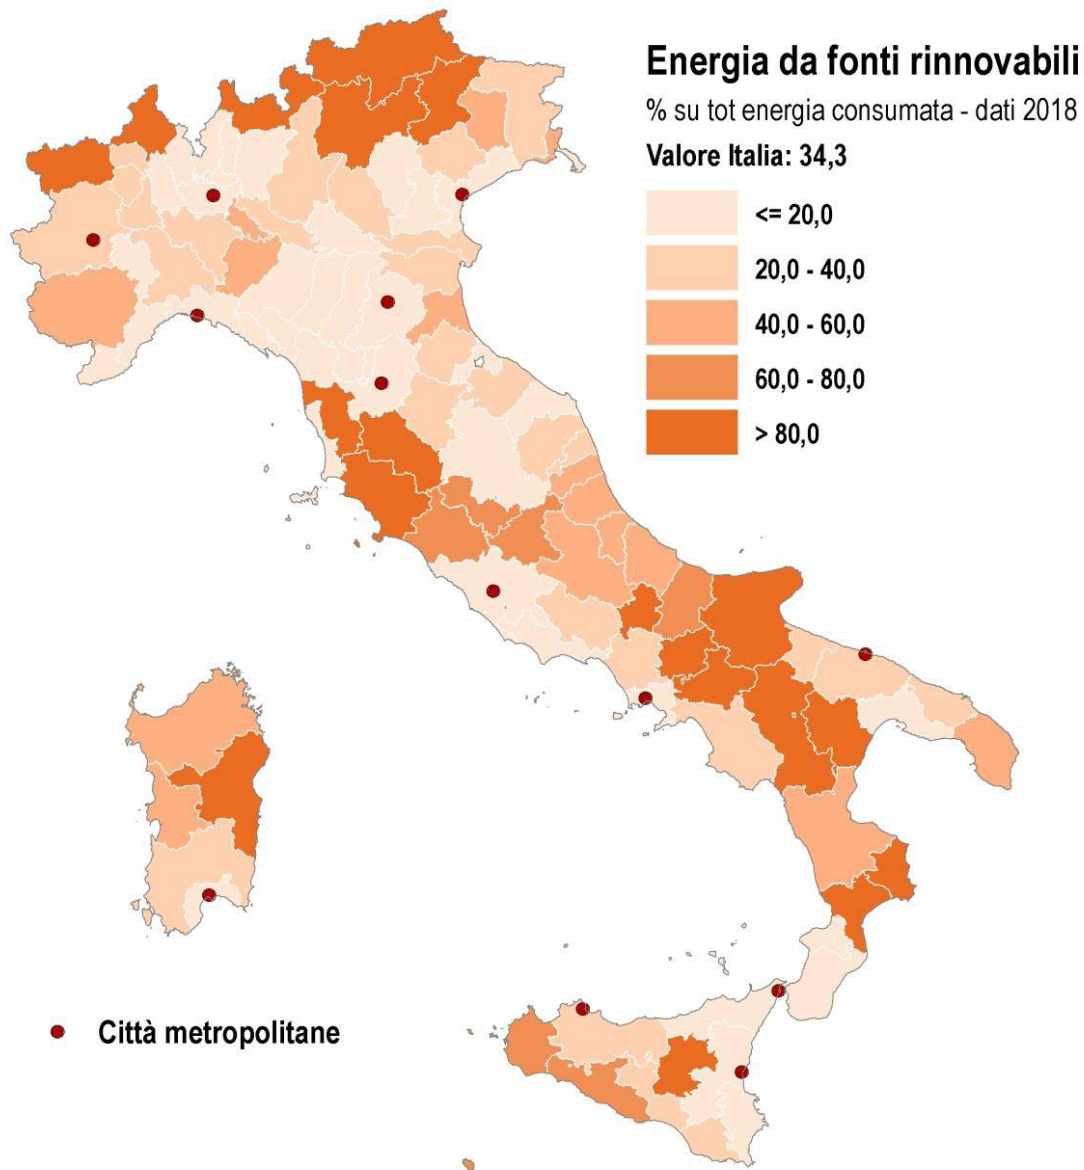 Energia da fonti rinnovabili
% su tot energia consumata - dati 2018
Valore Italia: 34,3
<= 20,0
20,0 - 40,0
40,0 - 60,0
60,0 - 80,0
> 80,0
Città metropolitane